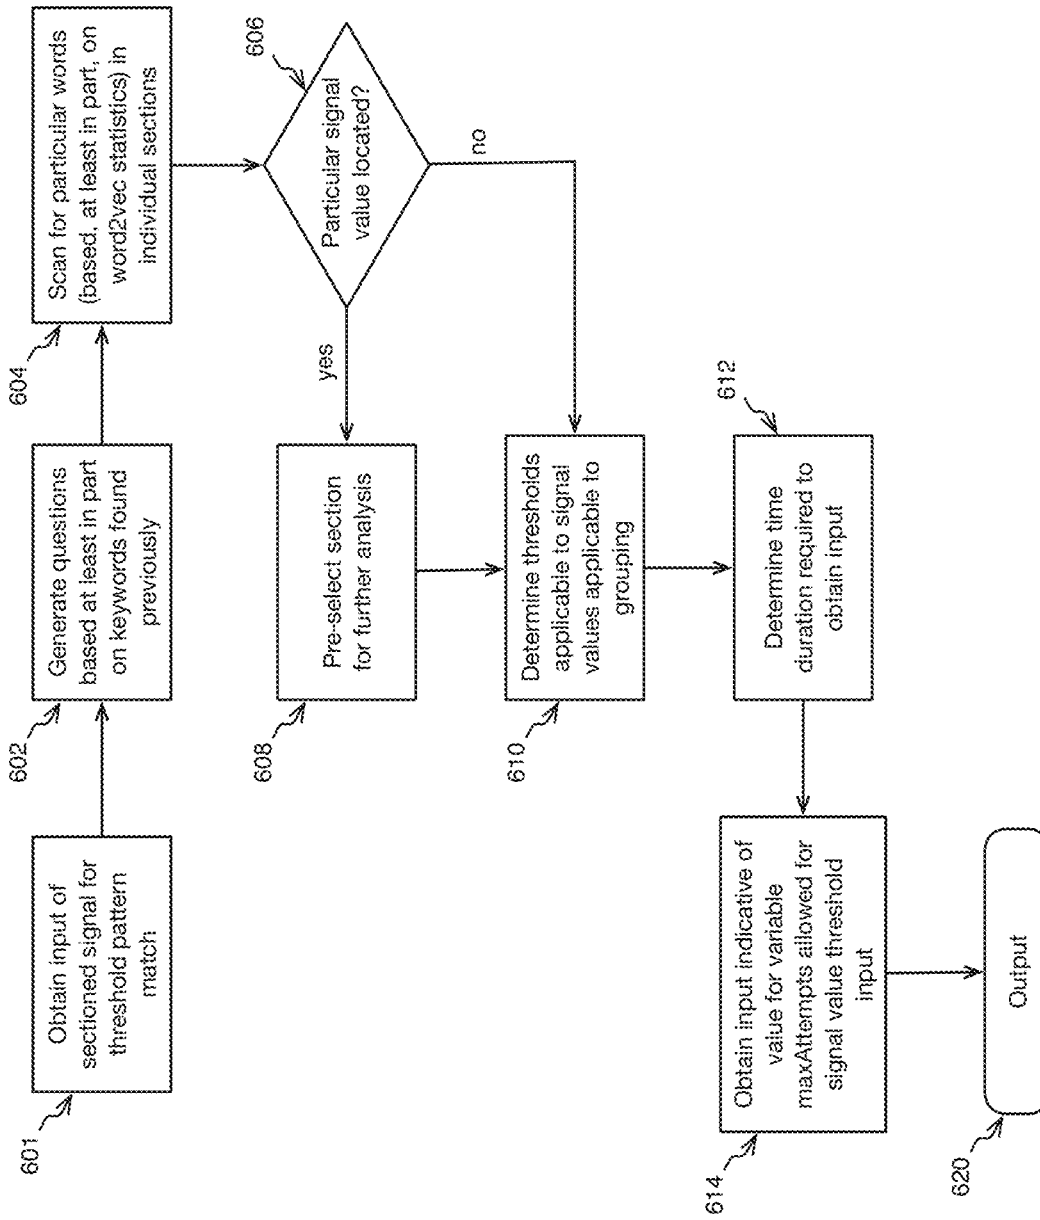 601
Obtain input of
sectioned signal for
threshold pattern
match
602
Generate questions
based at least in part
on keywords found
previously
604
Scan for particular words
(based, at least in part, on
word2vec statistics) in
individual sections
606
Particular signal
value located?
yes
no
608
Pre-select section
for further analysis
610
Determine thresholds
applicable to signal
values applicable to
grouping
612
Determine time
duration required to
obtain input
614
Obtain input indicative of
value for variable
maxAttempts allowed for
signal value threshold
input
620
Output